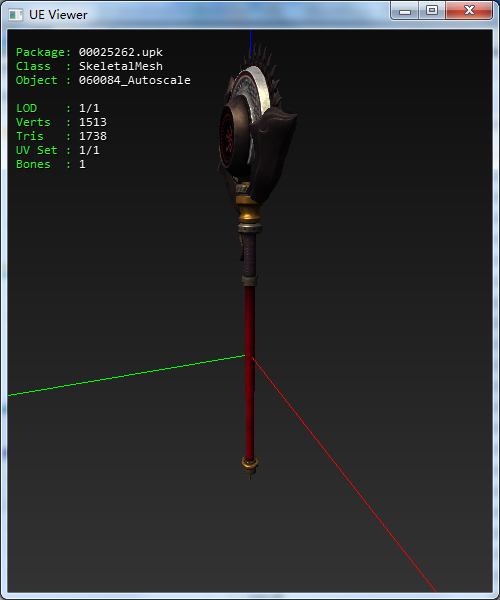 UE Viewer
Package: 00025262.upk
Class  : SkeletalMesh
Object : 060084_Autoscale
LOD    : 1/1
Verts  : 1513
Tris   : 1738
UV Set : 1/1
Bones  : 1